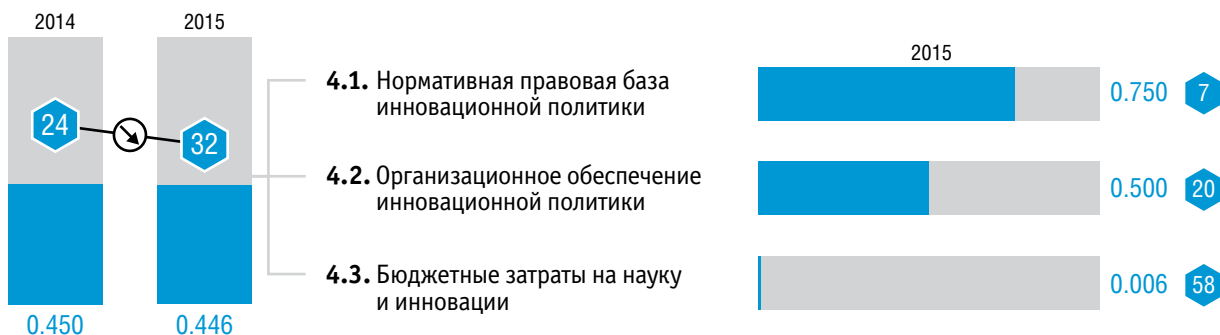 2014
2015
24
32
0.450
0.446
4.1. Нормативная правовая база
инновационной политики
4.2. Организационное обеспечение
инновационной политики
4.3. Бюджетные затраты на науку
и инновации
2015
0.750 7
0.500 20
0.006 58